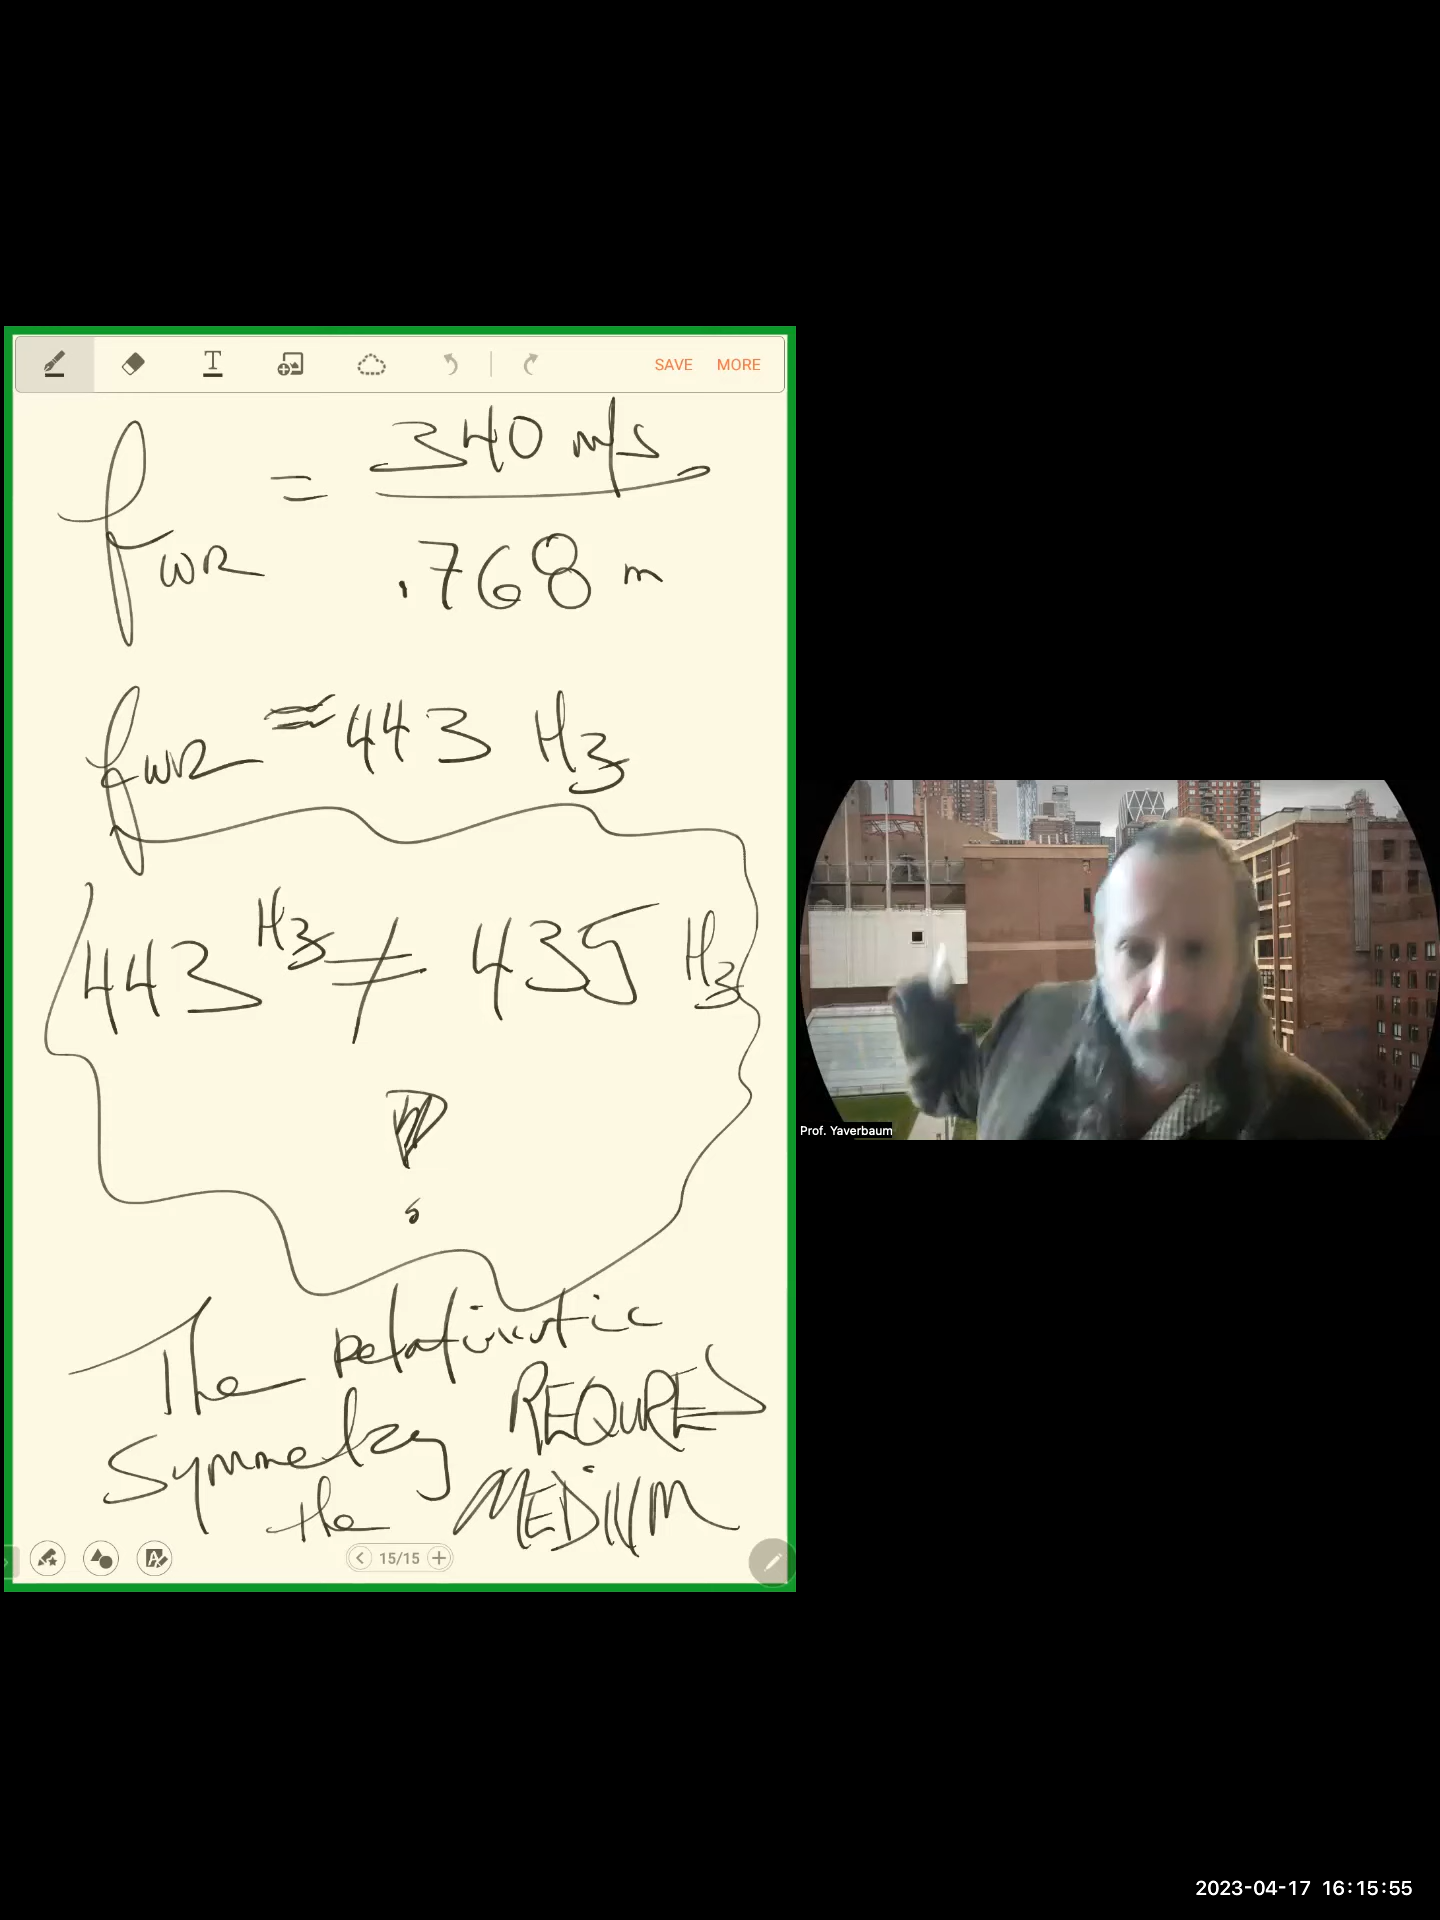 SAVE MORE
f_WR = 340 m/s / .768 m
f_WR ≈ 443 Hz
443 Hz ≠ 435 Hz
!
The relativistic
symmetry REQURES
the MEDIUM
15/15
Prof. Yaverbaum
2023-04-17 16:15:55